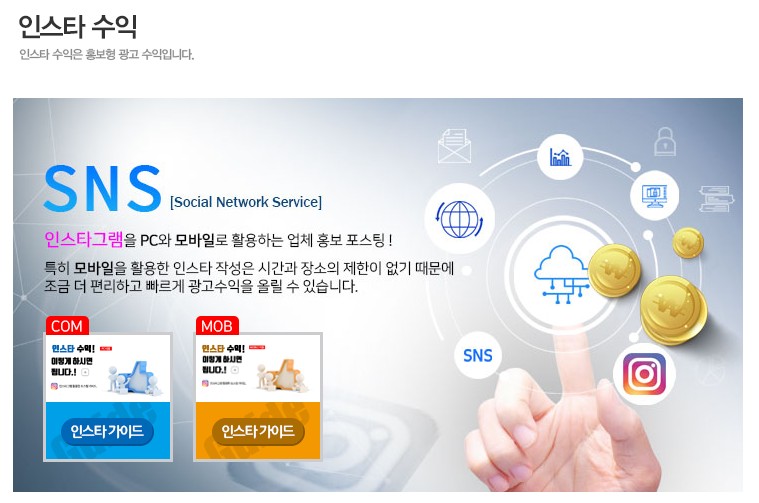 인스타 수익
인스타 수익은 홍보형 광고 수익입니다.
SNS [Social Network Service]
인스타그램을 PC와 모바일로 활용하는 업체 홍보 포스팅 !
특히 모바일을 활용한 인스타 작성은 시간과 장소의 제한이 없기 때문에
조금 더 편리하고 빠르게 광고수익을 올릴 수 있습니다.
COM
인스타 수익!
이렇게 하시면
됩니다.!
Guide
인스타 가이드
MOB
인스타 수익!
이렇게 하시면
됩니다.!
Guide
인스타 가이드
SNS